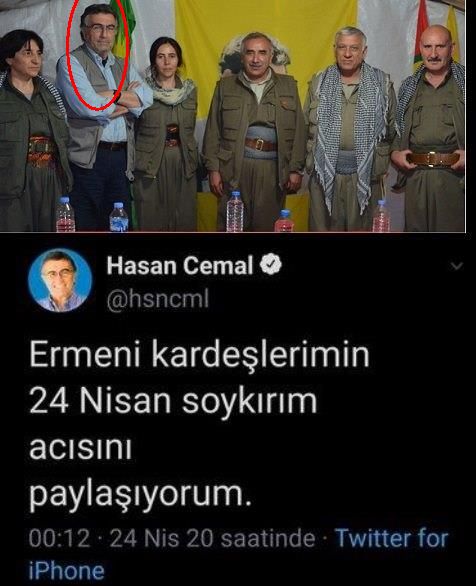 Hasan Cemal
@hsncml
Ermeni kardeşlerimin
24 Nisan soykırım
acısını
paylaşıyorum.
00:12 · 24 Nis 20 saatinde · Twitter for
iPhone